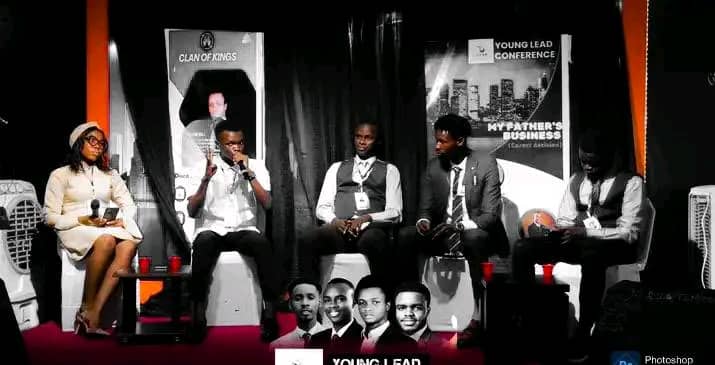 CLAN OF KINGS
YOUNG LEAD
CONFERENCE
MY FATHER'S
BUSINESS
(Career decision)
YOUNG LEAD
Photoshop